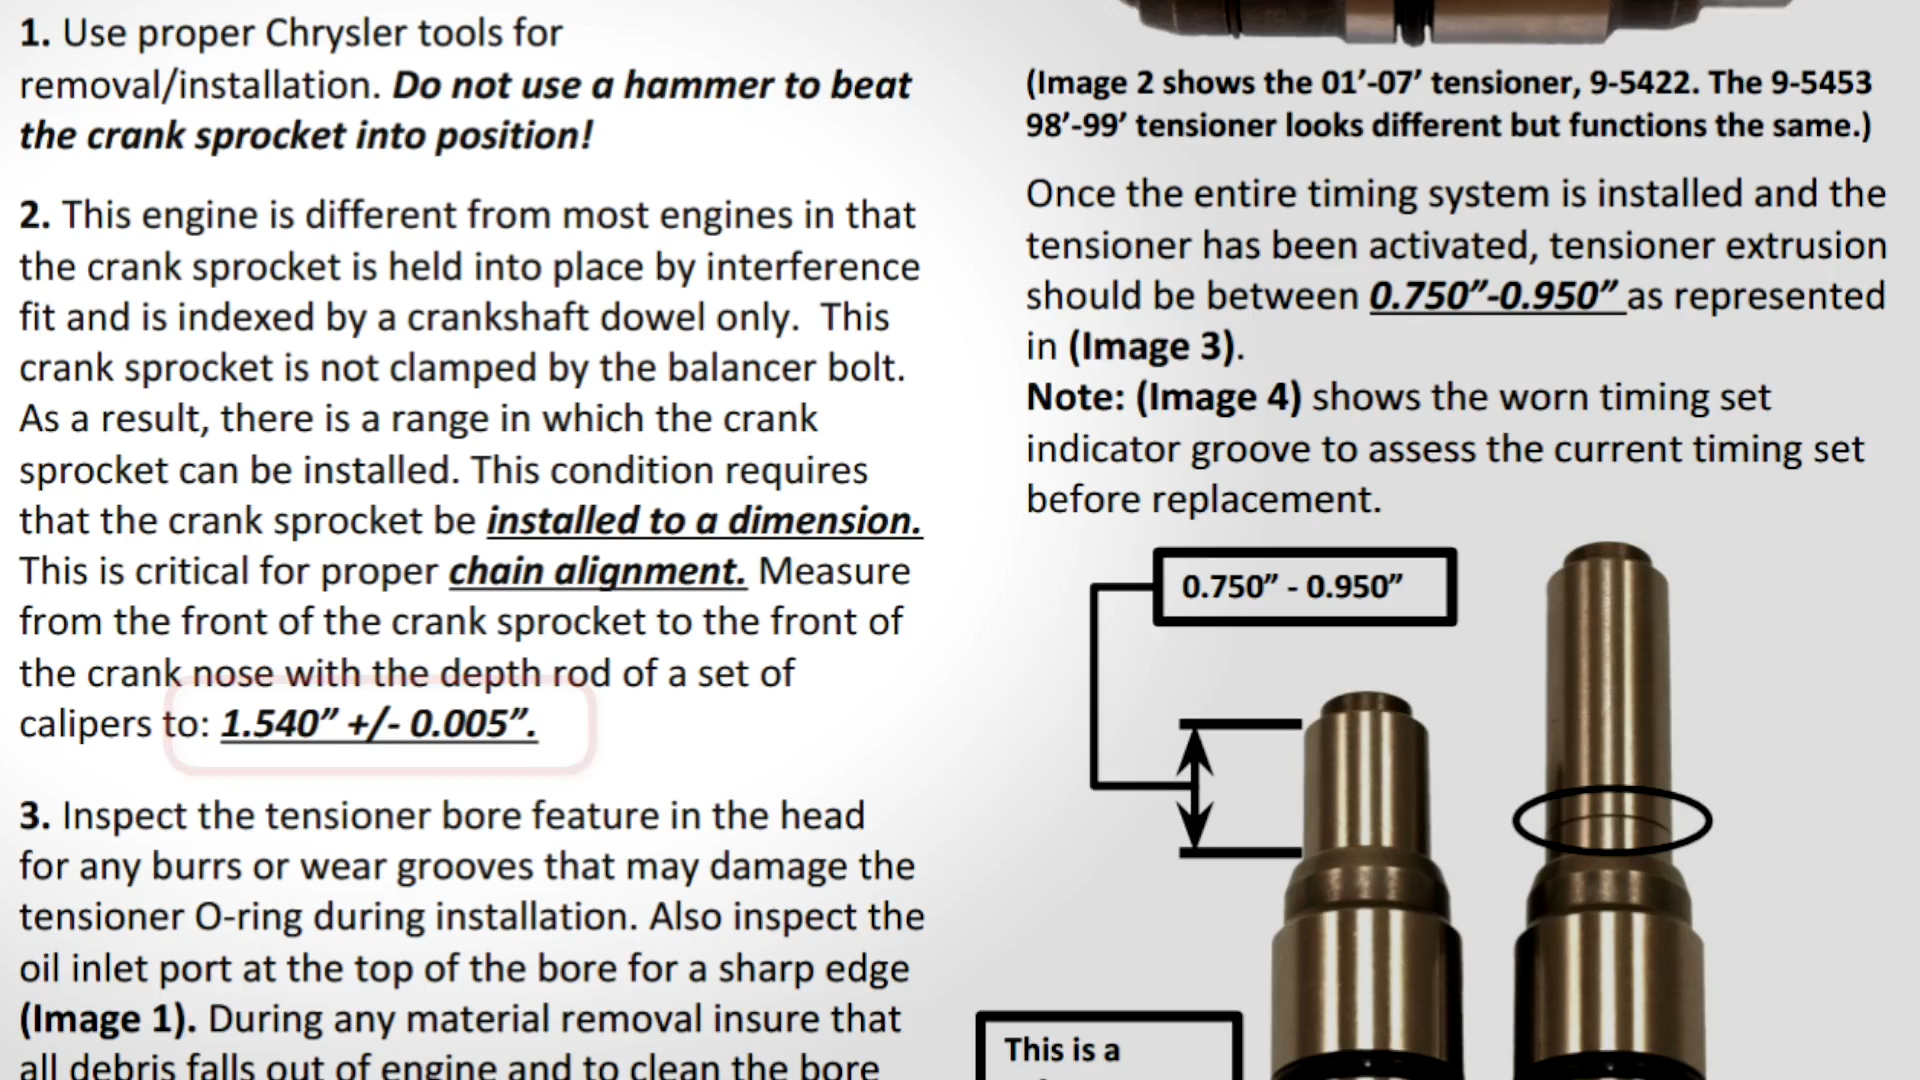 1. Use proper Chrysler tools for
removal/installation. Do not use a hammer to beat
the crank sprocket into position!
2. This engine is different from most engines in that
the crank sprocket is held into place by interference
fit and is indexed by a crankshaft dowel only.  This
crank sprocket is not clamped by the balancer bolt.
As a result, there is a range in which the crank
sprocket can be installed. This condition requires
that the crank sprocket be installed to a dimension.
This is critical for proper chain alignment. Measure
from the front of the crank sprocket to the front of
the crank nose with the depth rod of a set of
calipers to: 1.540” +/- 0.005”.
3. Inspect the tensioner bore feature in the head
for any burrs or wear grooves that may damage the
tensioner O-ring during installation. Also inspect the
oil inlet port at the top of the bore for a sharp edge
(Image 1). During any material removal insure that
all debris falls out of engine and to clean the bore
(Image 2 shows the 01’-07’ tensioner, 9-5422. The 9-5453
98’-99’ tensioner looks different but functions the same.)
Once the entire timing system is installed and the
tensioner has been activated, tensioner extrusion
should be between 0.750”-0.950” as represented
in (Image 3).
Note: (Image 4) shows the worn timing set
indicator groove to assess the current timing set
before replacement.
0.750” - 0.950”
This is a